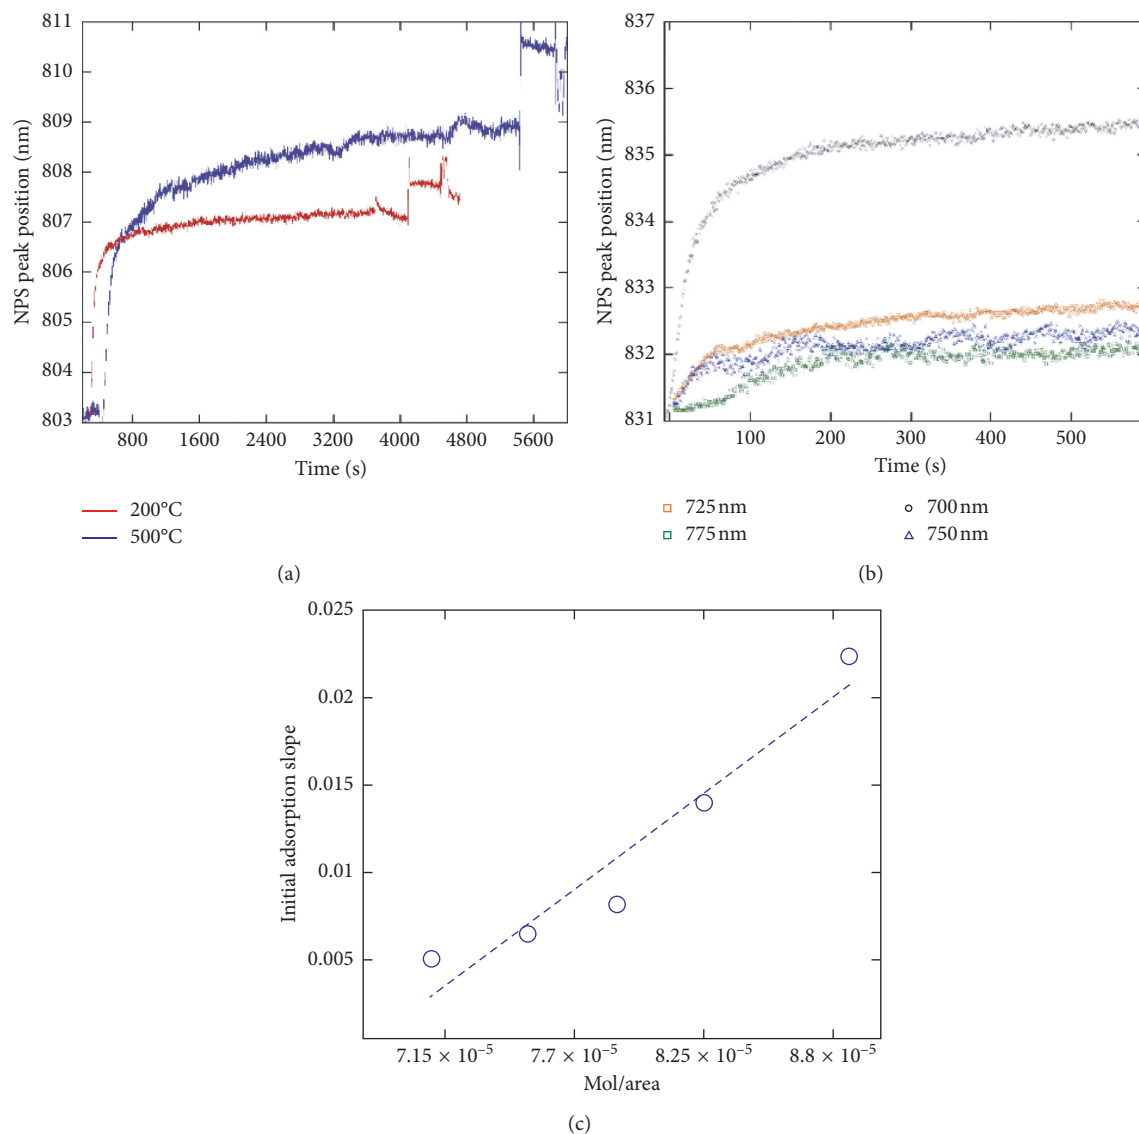 811
810
809
808
807
806
805
804
803
NPS peak position (nm)
800
1600
2400
3200
4000
4800
5600
Time (s)
200°C
500°C
(a)
837
836
835
834
833
832
831
NPS peak position (nm)
100
200
300
400
500
Time (s)
725 nm
775 nm
700 nm
750 nm
(b)
0.025
0.02
0.015
0.01
0.005
Initial adsorption slope
7.15 × 10⁻⁵
7.7 × 10⁻⁵
8.25 × 10⁻⁵
8.8 × 10⁻⁵
Mol/area
(c)